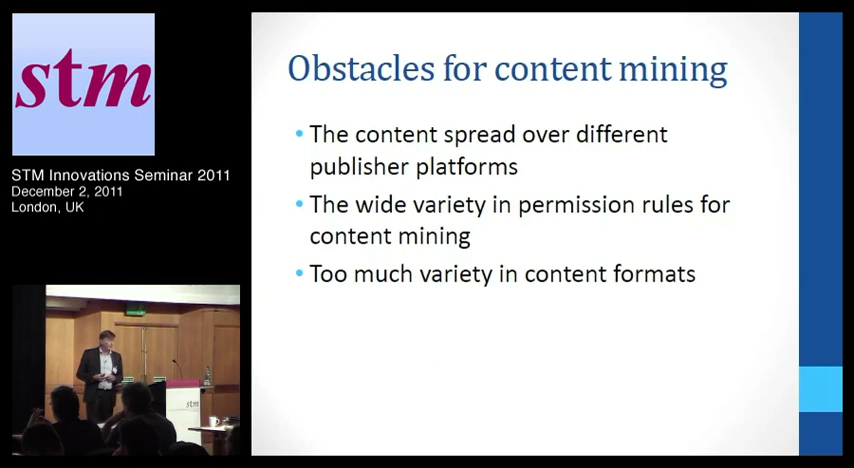 stm
STM Innovations Seminar 2011
December 2, 2011
London, UK
Obstacles for content mining
• The content spread over different
publisher platforms
• The wide variety in permission rules for
content mining
• Too much variety in content formats
stm